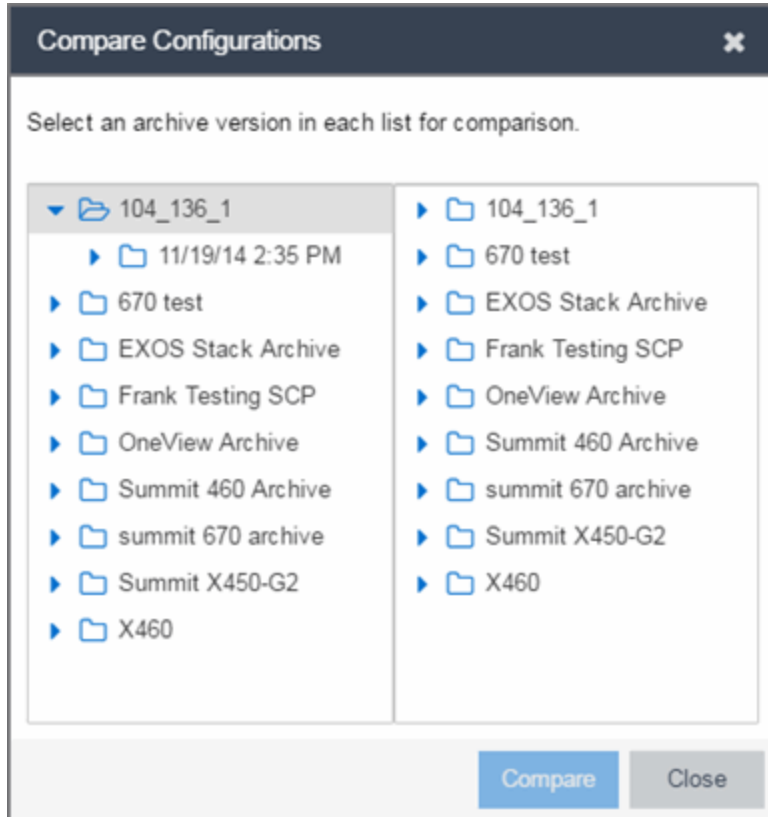 Compare Configurations
Select an archive version in each list for comparison.
104_136_1
11/19/14 2:35 PM
670 test
EXOS Stack Archive
Frank Testing SCP
OneView Archive
Summit 460 Archive
summit 670 archive
Summit X450-G2
X460
104_136_1
670 test
EXOS Stack Archive
Frank Testing SCP
OneView Archive
Summit 460 Archive
summit 670 archive
Summit X450-G2
X460
Compare
Close